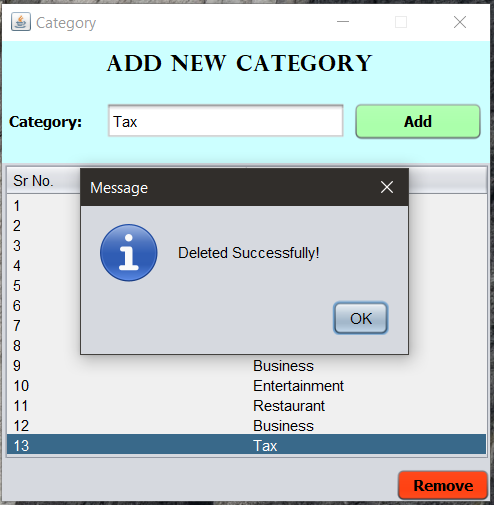 Category
ADD NEW CATEGORY
Category: Tax Add
Sr No.
Message
1
2
3
4
5
6
7
8
Deleted Successfully!
OK
9 Business
10 Entertainment
11 Restaurant
12 Business
13 Tax
Remove